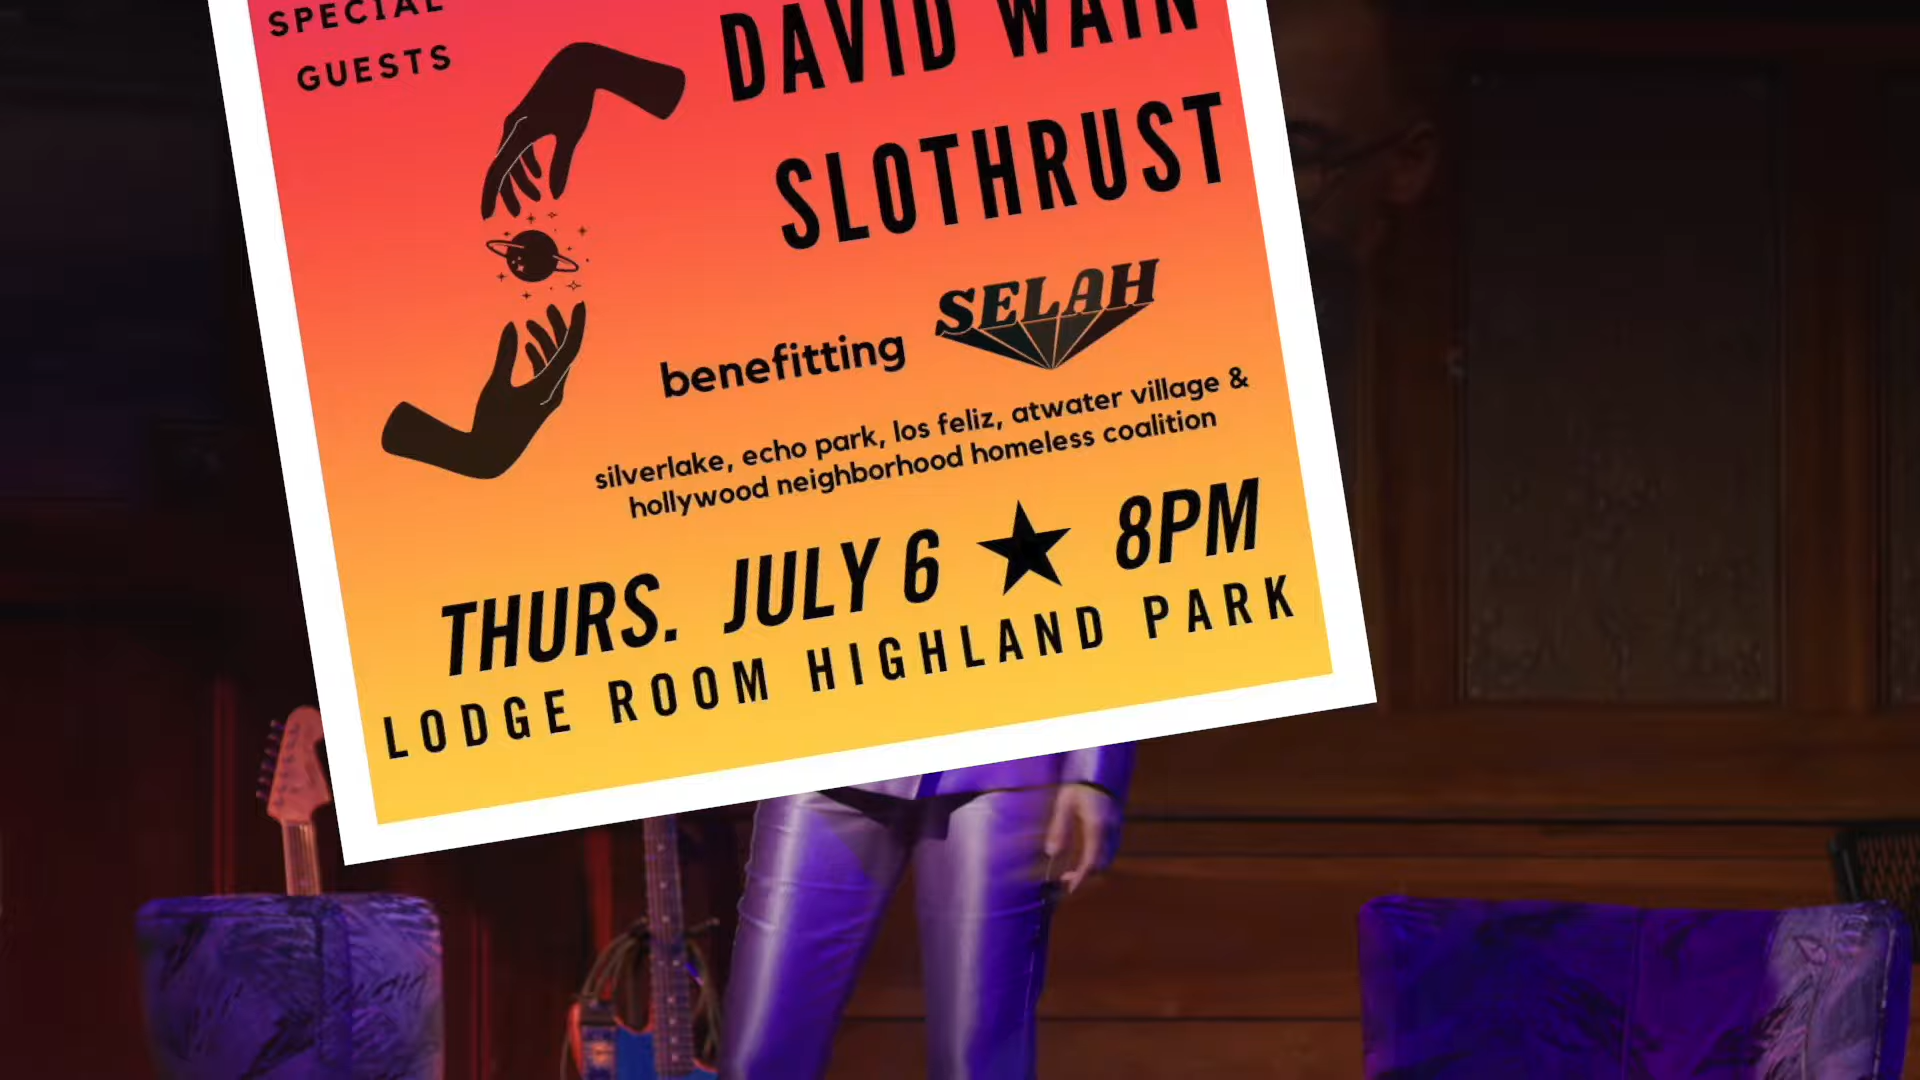 SPECIAL
GUESTS
DAVID WAIN
SLOTHRUST
benefitting
SELAH
silverlake, echo park, los feliz, atwater village &
hollywood neighborhood homeless coalition
THURS. JULY 6 ★ 8PM
LODGE ROOM HIGHLAND PARK